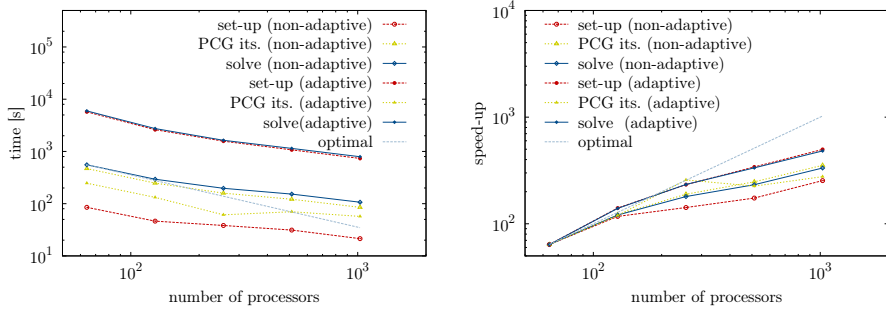 set-up (non-adaptive)
PCG its. (non-adaptive)
solve (non-adaptive)
set-up (adaptive)
PCG its. (adaptive)
solve(adaptive)
optimal
10^5
10^4
10^3
10^2
10^1
time [s]
10^2
10^3
number of processors
set-up (non-adaptive)
PCG its. (non-adaptive)
solve (non-adaptive)
set-up (adaptive)
PCG its. (adaptive)
solve (adaptive)
optimal
10^4
10^3
10^2
speed-up
10^2
10^3
number of processors